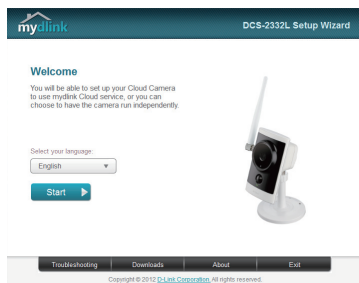 mydlink
DCS-2332L Setup Wizard
Welcome
You will be able to set up your Cloud Camera
to use mydlink Cloud service, or you can
choose to have the camera run independently.
Select your language:
English
Start
Troubleshooting Downloads About Exit
Copyright © 2012 D-Link Corporation. All rights reserved.